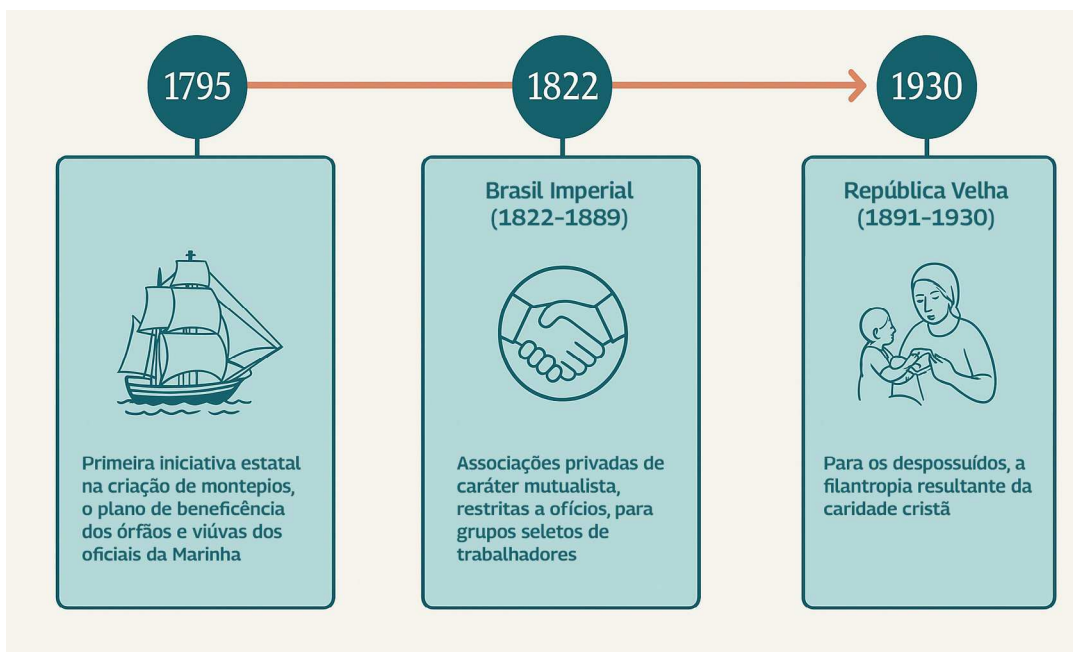 1795
1822
1930
Primeira iniciativa estatal
na criação de montepios,
o plano de beneficência
dos órfãos e viúvas dos
oficiais da Marinha
Brasil Imperial
(1822–1889)
Associações privadas de
caráter mutualista,
restritas a ofícios, para
grupos seletos de
trabalhadores
República Velha
(1891–1930)
Para os despossuídos, a
filantropia resultante da
caridade cristã